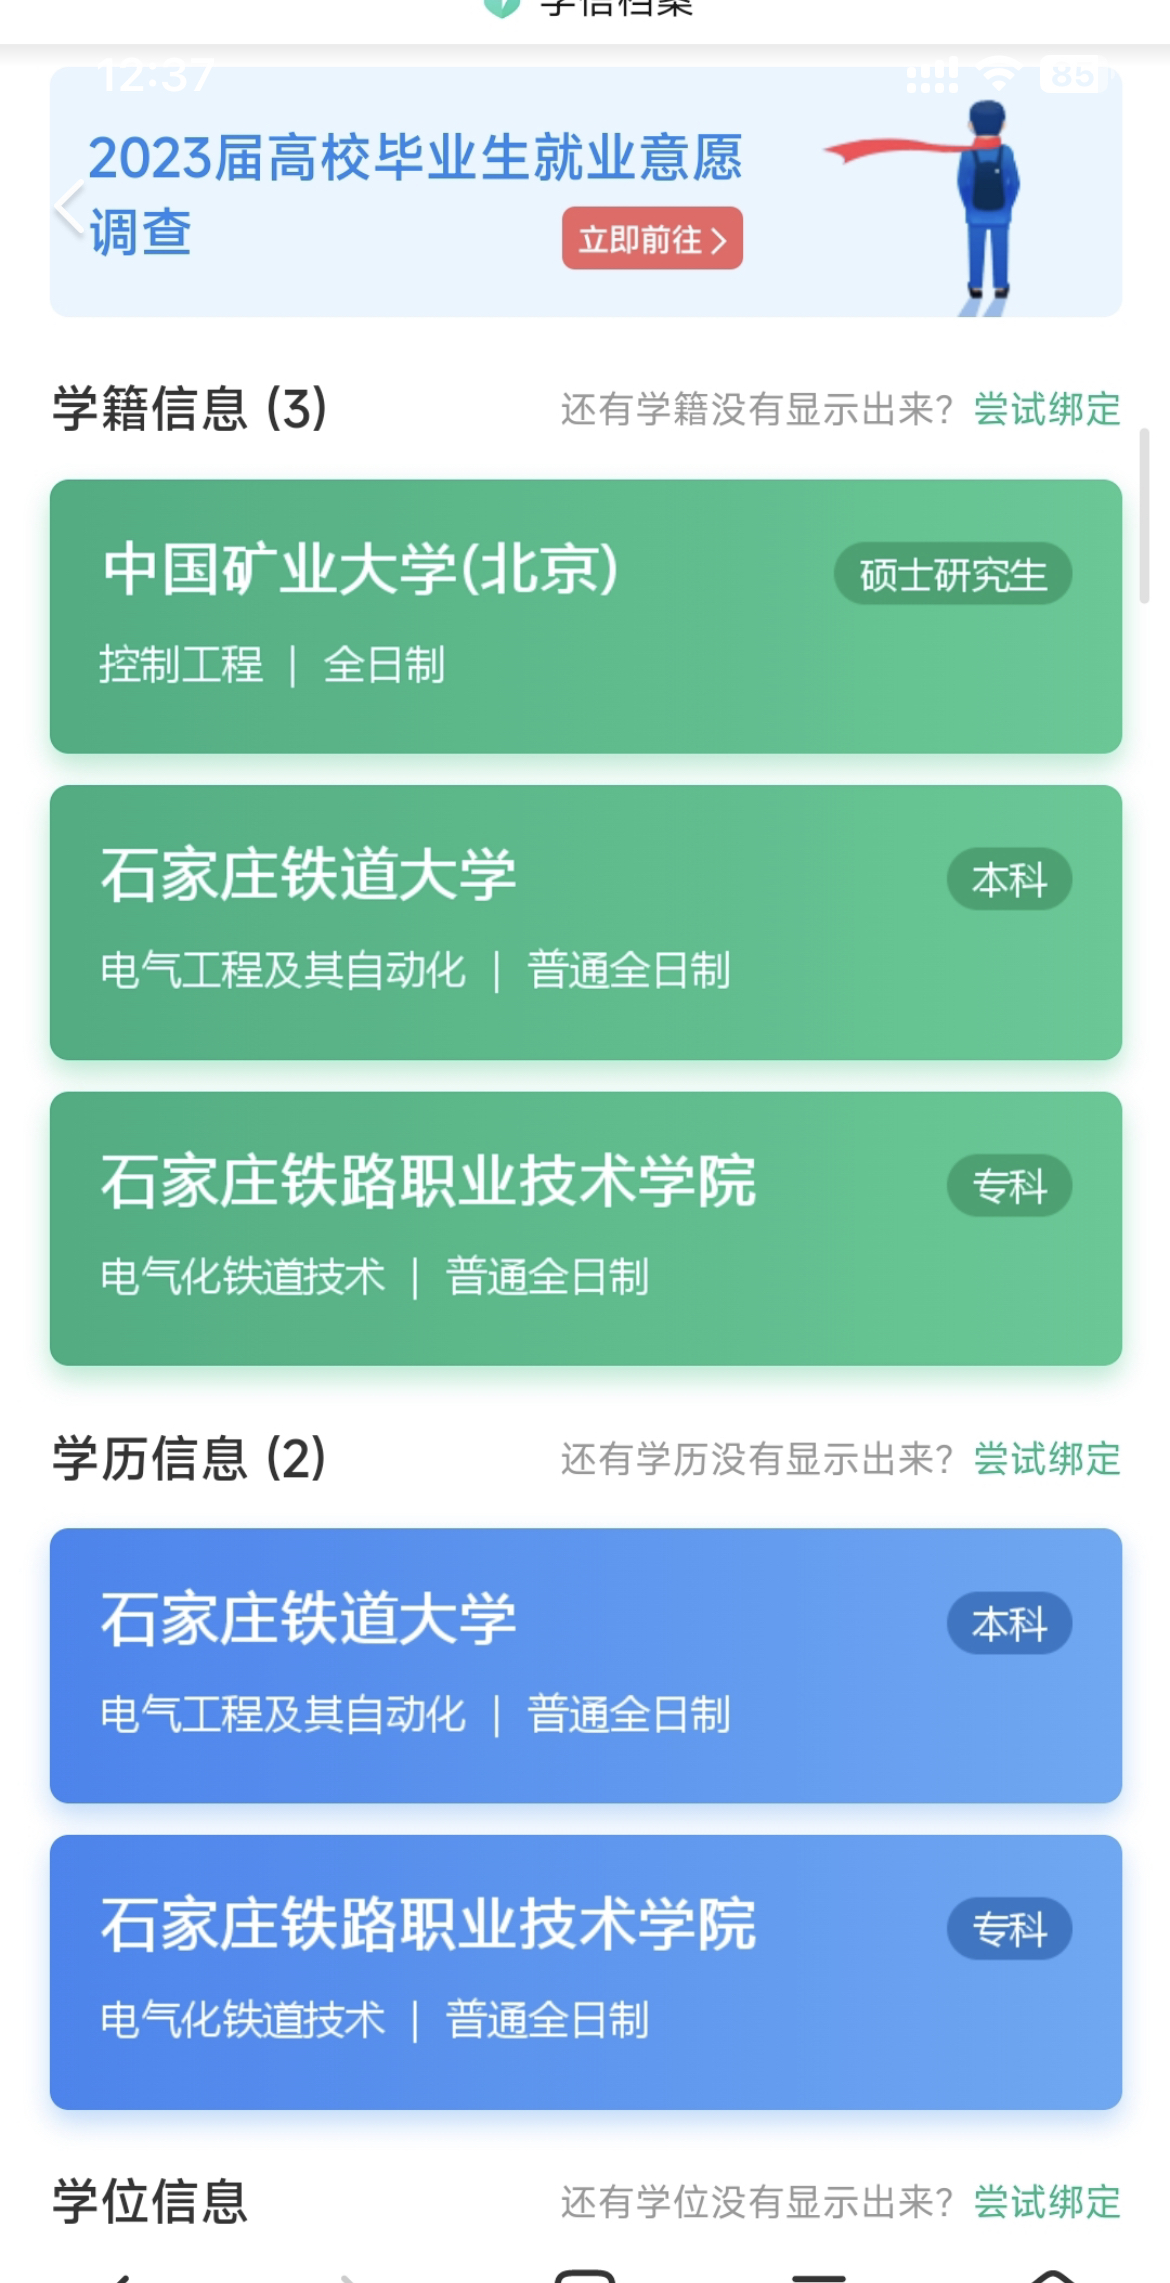 学信档案
12:37
85
2023届高校毕业生就业意愿
调查
立即前往
学籍信息 (3)
还有学籍没有显示出来? 尝试绑定
中国矿业大学(北京)
硕士研究生
控制工程 | 全日制
石家庄铁道大学
本科
电气工程及其自动化 | 普通全日制
石家庄铁路职业技术学院
专科
电气化铁道技术 | 普通全日制
学历信息 (2)
还有学历没有显示出来? 尝试绑定
石家庄铁道大学
本科
电气工程及其自动化 | 普通全日制
石家庄铁路职业技术学院
专科
电气化铁道技术 | 普通全日制
学位信息
还有学位没有显示出来? 尝试绑定